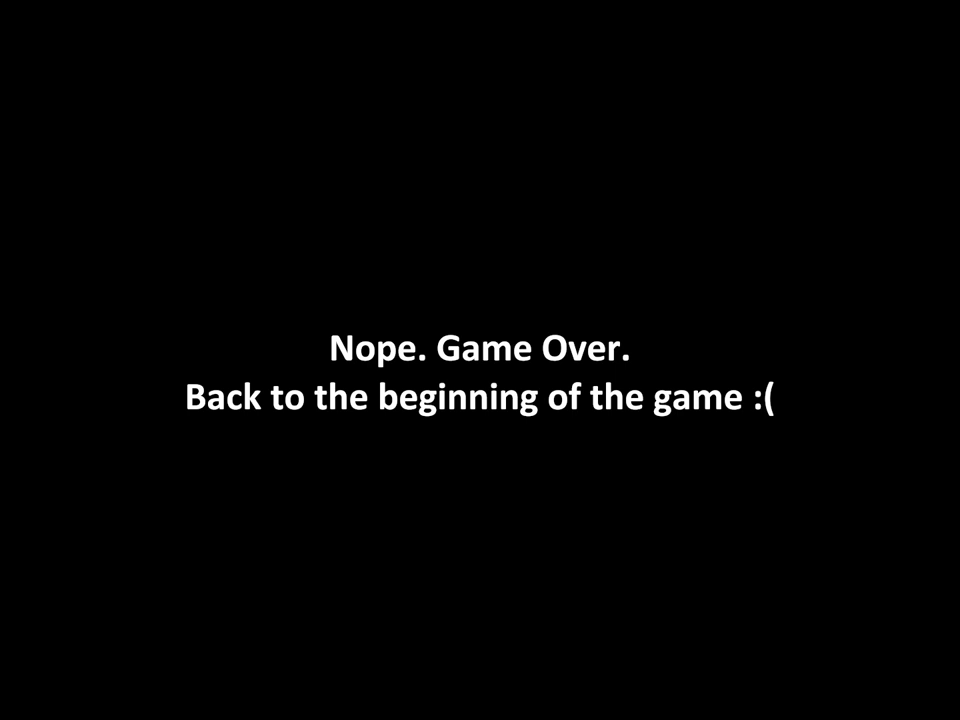 Nope. Game Over.
Back to the beginning of the game :(